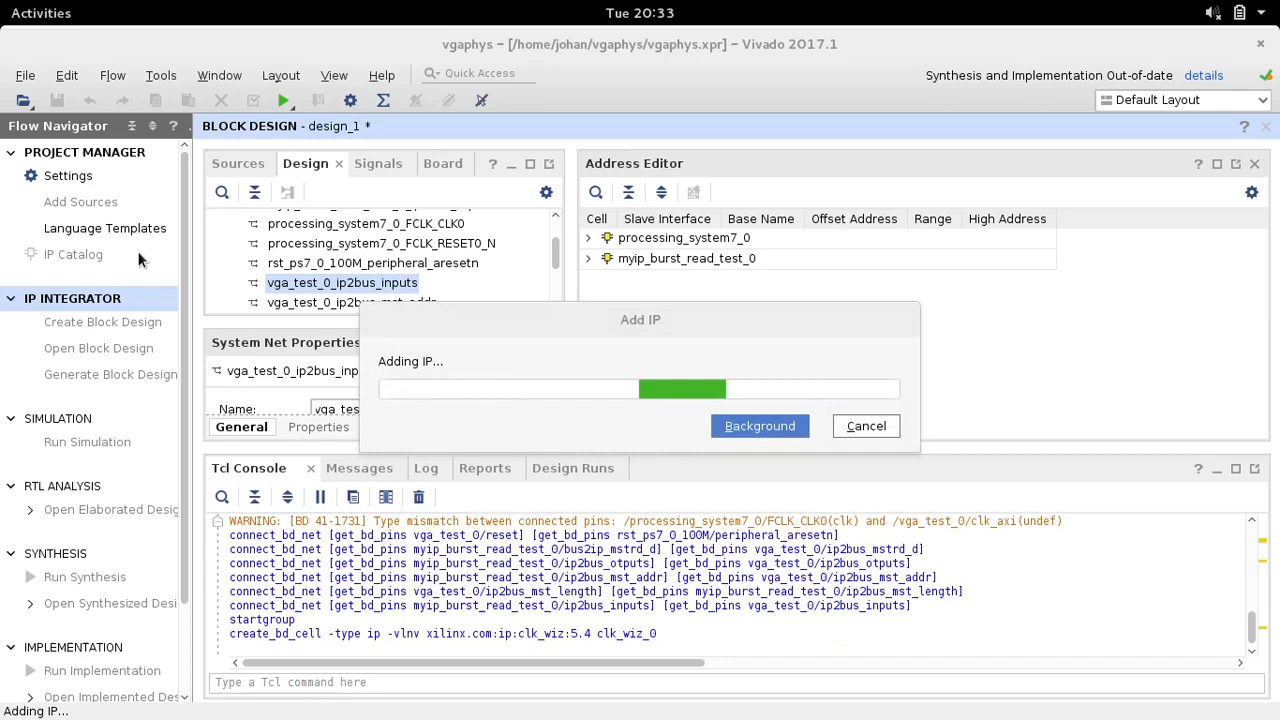 Activities
Tue 20:33
vgaphys – [/home/johan/vgaphys/vgaphys.xpr] – Vivado 2017.1
File Edit Flow Tools Window Layout View Help Quick Access
Synthesis and Implementation Out-of-date details
Default Layout
Flow Navigator
PROJECT MANAGER
Settings
Add Sources
Language Templates
IP Catalog
IP INTEGRATOR
Create Block Design
Open Block Design
Generate Block Design
SIMULATION
Run Simulation
RTL ANALYSIS
Open Elaborated Desig
SYNTHESIS
Run Synthesis
Open Synthesized Desi
IMPLEMENTATION
Run Implementation
Open Implemented Des
BLOCK DESIGN - design_1 *
Sources Design Signals Board
processing_system7_0_FCLK_CLK0
processing_system7_0_FCLK_RESET0_N
rst_ps7_0_100M_peripheral_aresetn
vga_test_0_ip2bus_inputs
vga_test_0_ip2bus_mst_addr
System Net Properties
vga_test_0_ip2bus_inp
Name: vga_tes
General Properties
Address Editor
Cell Slave Interface Base Name Offset Address Range High Address
processing_system7_0
myip_burst_read_test_0
Add IP
Adding IP...
Background Cancel
Tcl Console Messages Log Reports Design Runs
WARNING: [BD 41-1731] Type mismatch between connected pins: /processing_system7_0/FCLK_CLK0(clk) and /vga_test_0/clk_axi(undef)
connect_bd_net [get_bd_pins vga_test_0/reset] [get_bd_pins rst_ps7_0_100M/peripheral_aresetn]
connect_bd_net [get_bd_pins myip_burst_read_test_0/bus2ip_mstrd_d] [get_bd_pins vga_test_0/ip2bus_mstrd_d]
connect_bd_net [get_bd_pins myip_burst_read_test_0/ip2bus_otputs] [get_bd_pins vga_test_0/ip2bus_otputs]
connect_bd_net [get_bd_pins myip_burst_read_test_0/ip2bus_mst_addr] [get_bd_pins vga_test_0/ip2bus_mst_addr]
connect_bd_net [get_bd_pins vga_test_0/ip2bus_mst_length] [get_bd_pins myip_burst_read_test_0/ip2bus_mst_length]
connect_bd_net [get_bd_pins myip_burst_read_test_0/ip2bus_inputs] [get_bd_pins vga_test_0/ip2bus_inputs]
startgroup
create_bd_cell -type ip -vlnv xilinx.com:ip:clk_wiz:5.4 clk_wiz_0
Type a Tcl command here
Adding IP...